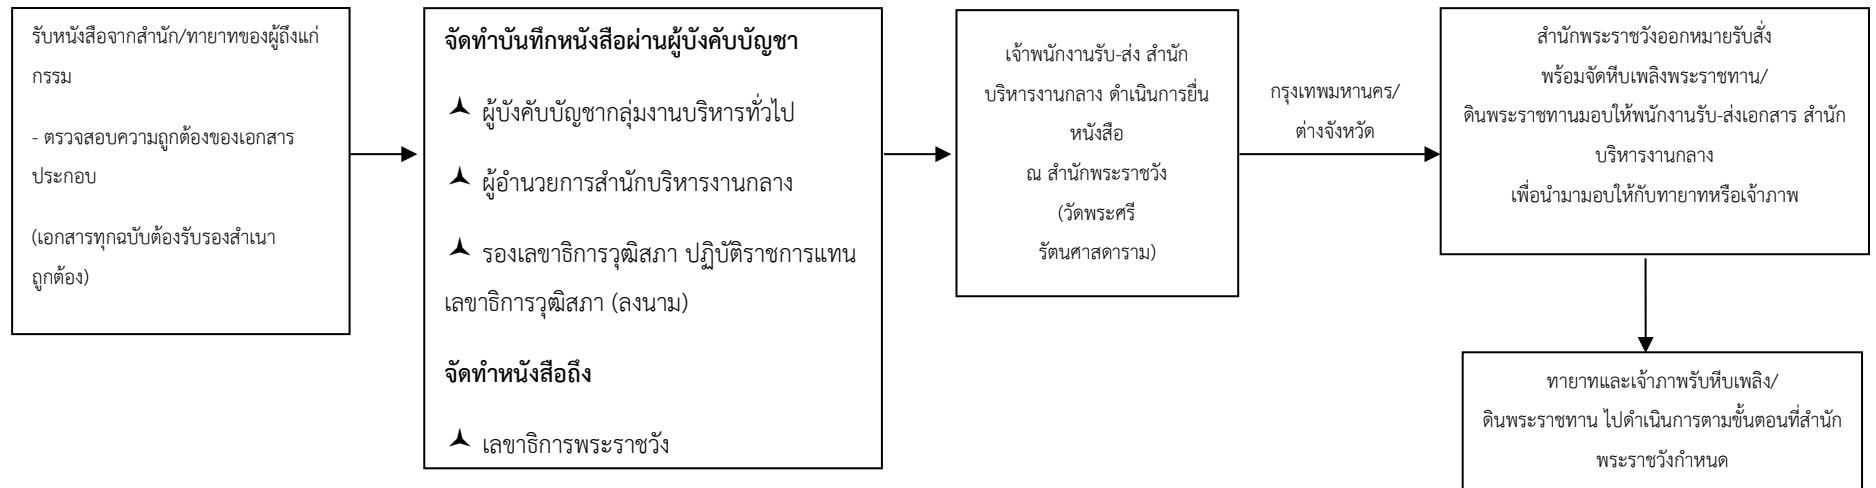 รับหนังสือจากสำนัก/ทายาทของผู้ถึงแก่
กรรม
- ตรวจสอบความถูกต้องของเอกสาร
ประกอบ
(เอกสารทุกฉบับต้องรับรองสำเนา
ถูกต้อง)
จัดทำบันทึกหนังสือผ่านผู้บังคับบัญชา
ผู้บังคับบัญชากลุ่มงานบริหารทั่วไป
ผู้อำนวยการสำนักบริหารงานกลาง
รองเลขาธิการวุฒิสภา ปฏิบัติราชการแทน
เลขาธิการวุฒิสภา (ลงนาม)
จัดทำหนังสือถึง
เลขาธิการพระราชวัง
เจ้าพนักงานรับ-ส่ง สำนัก
บริหารงานกลาง ดำเนินการยื่น
หนังสือ
ณ สำนักพระราชวัง
(วัดพระศรี
รัตนศาสดาราม)
กรุงเทพมหานคร/
ต่างจังหวัด
สำนักพระราชวังออกหมายรับสั่ง
พร้อมจัดหีบเพลิงพระราชทาน/
ดินพระราชทานมอบให้พนักงานรับ-ส่งเอกสาร สำนัก
บริหารงานกลาง
เพื่อนำมามอบให้กับทายาทหรือเจ้าภาพ
ทายาทและเจ้าภาพรับหีบเพลิง/
ดินพระราชทาน ไปดำเนินการตามขั้นตอนที่สำนัก
พระราชวังกำหนด